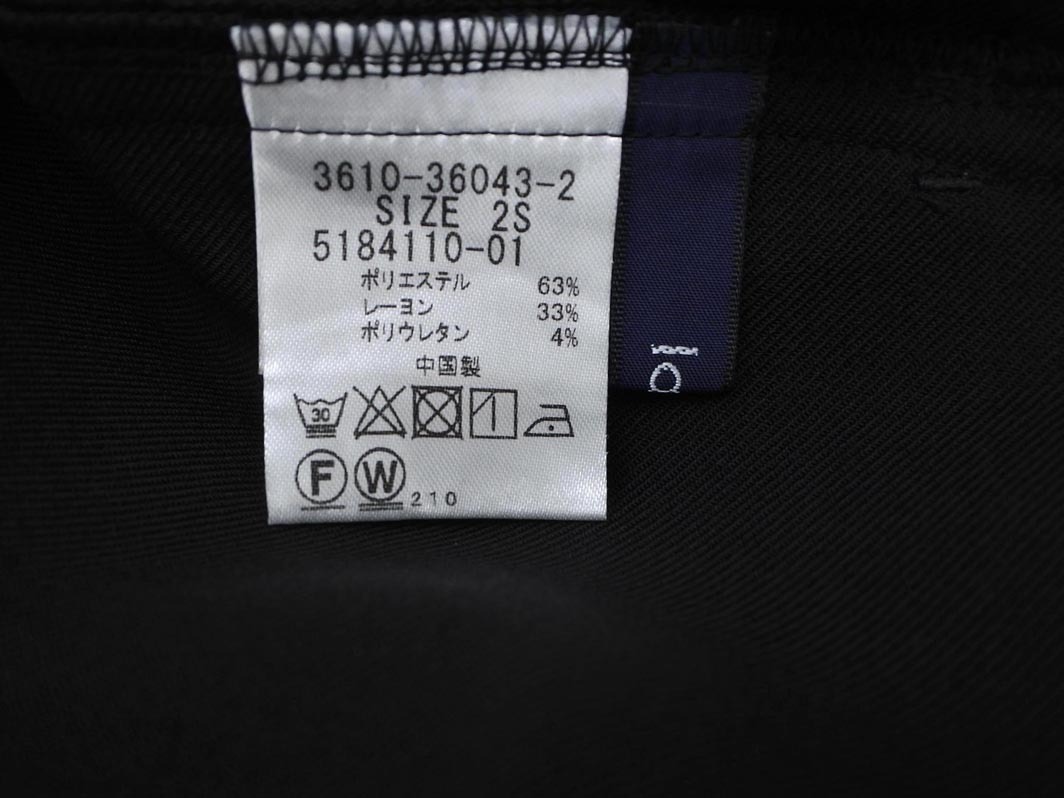 3610-36043-2
SIZE 2S
5184110-01
ポリエステル 63%
レーヨン 33%
ポリウレタン 4%
中国製
30
F W 210